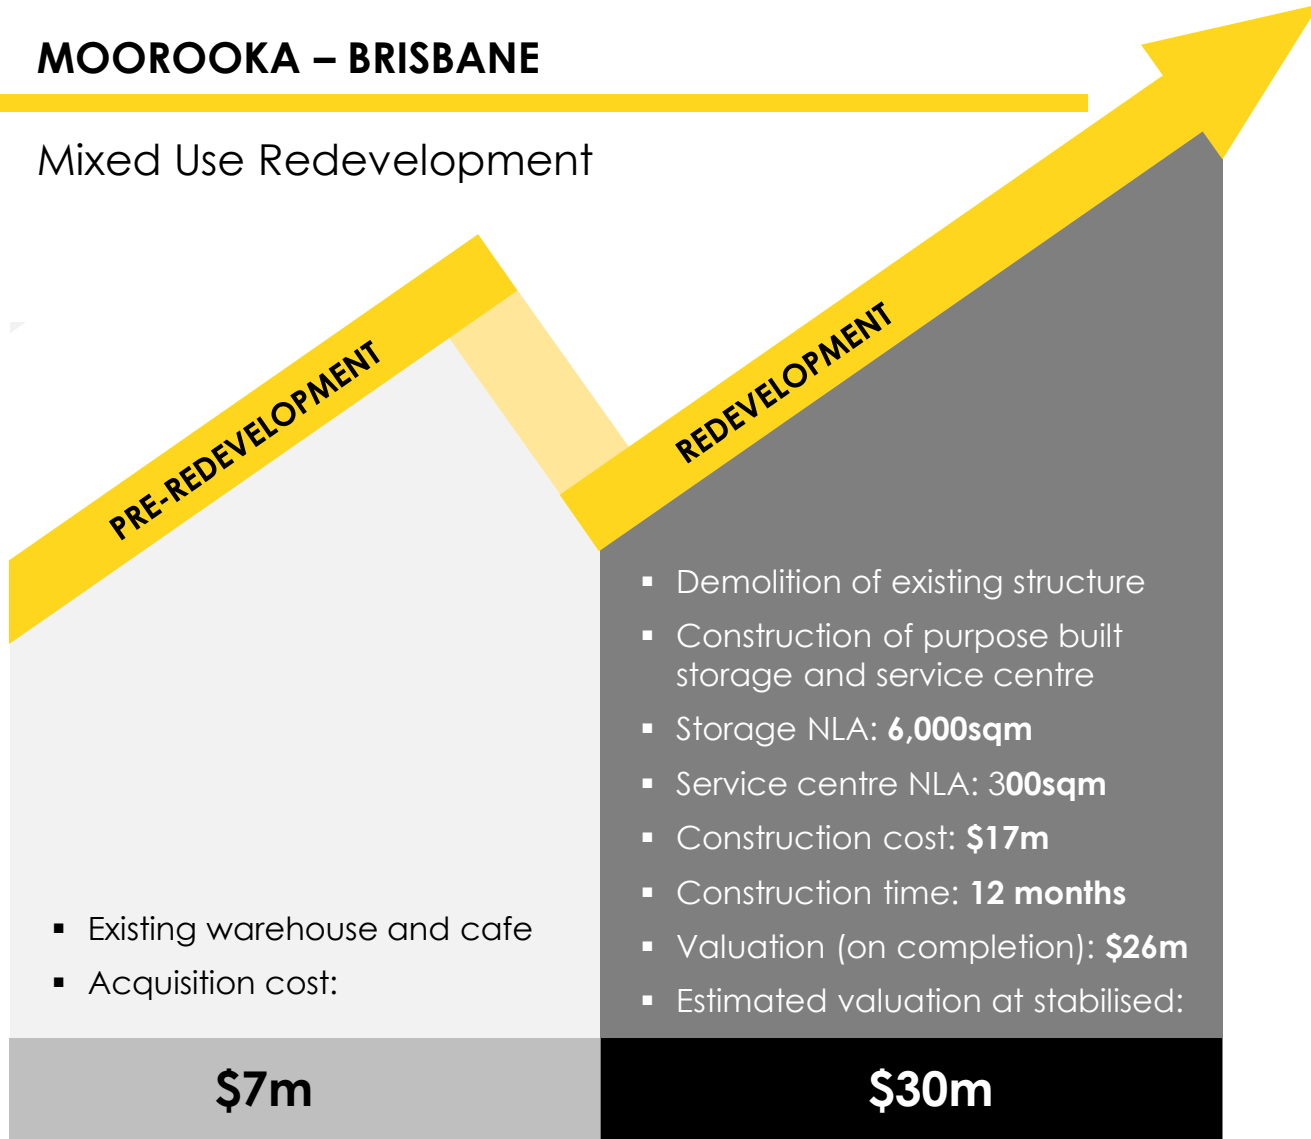 MOOROOKA – BRISBANE
Mixed Use Redevelopment
PRE-REDEVELOPMENT
▪ Existing warehouse and cafe
▪ Acquisition cost:
$7m
REDEVELOPMENT
▪ Demolition of existing structure
▪ Construction of purpose built
storage and service centre
▪ Storage NLA: 6,000sqm
▪ Service centre NLA: 300sqm
▪ Construction cost: $17m
▪ Construction time: 12 months
▪ Valuation (on completion): $26m
▪ Estimated valuation at stabilised:
$30m